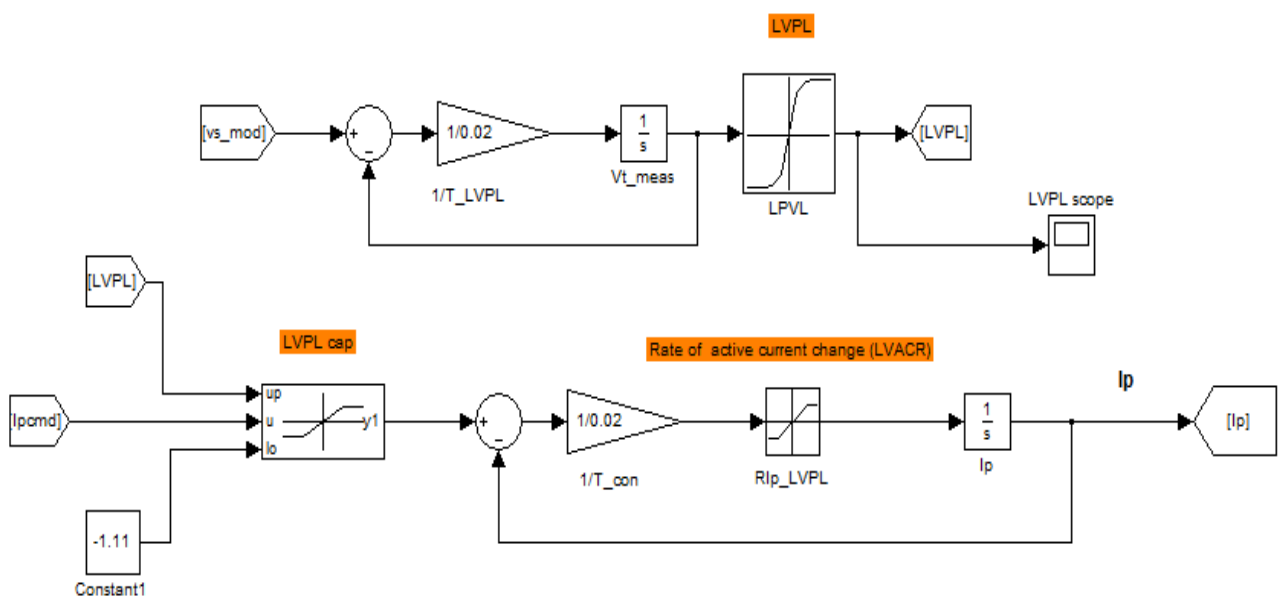 LVPL
[vs_mod]
+
−
1/0.02
1/T_LVPL
1
s
Vt_meas
LPVL
[LVPL]
LVPL scope
[LVPL]
LVPL cap
Rate of active current change (LVACR)
[Ipcmd]
up
u
lo
y1
+
−
1/0.02
1/T_con
RIp_LVPL
1
s
Ip
Ip
[Ip]
-1.11
Constant1